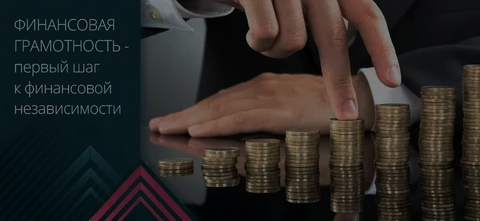 ФИНАНСОВАЯ
ГРАМОТНОСТЬ -
первый шаг
к финансовой
независимости